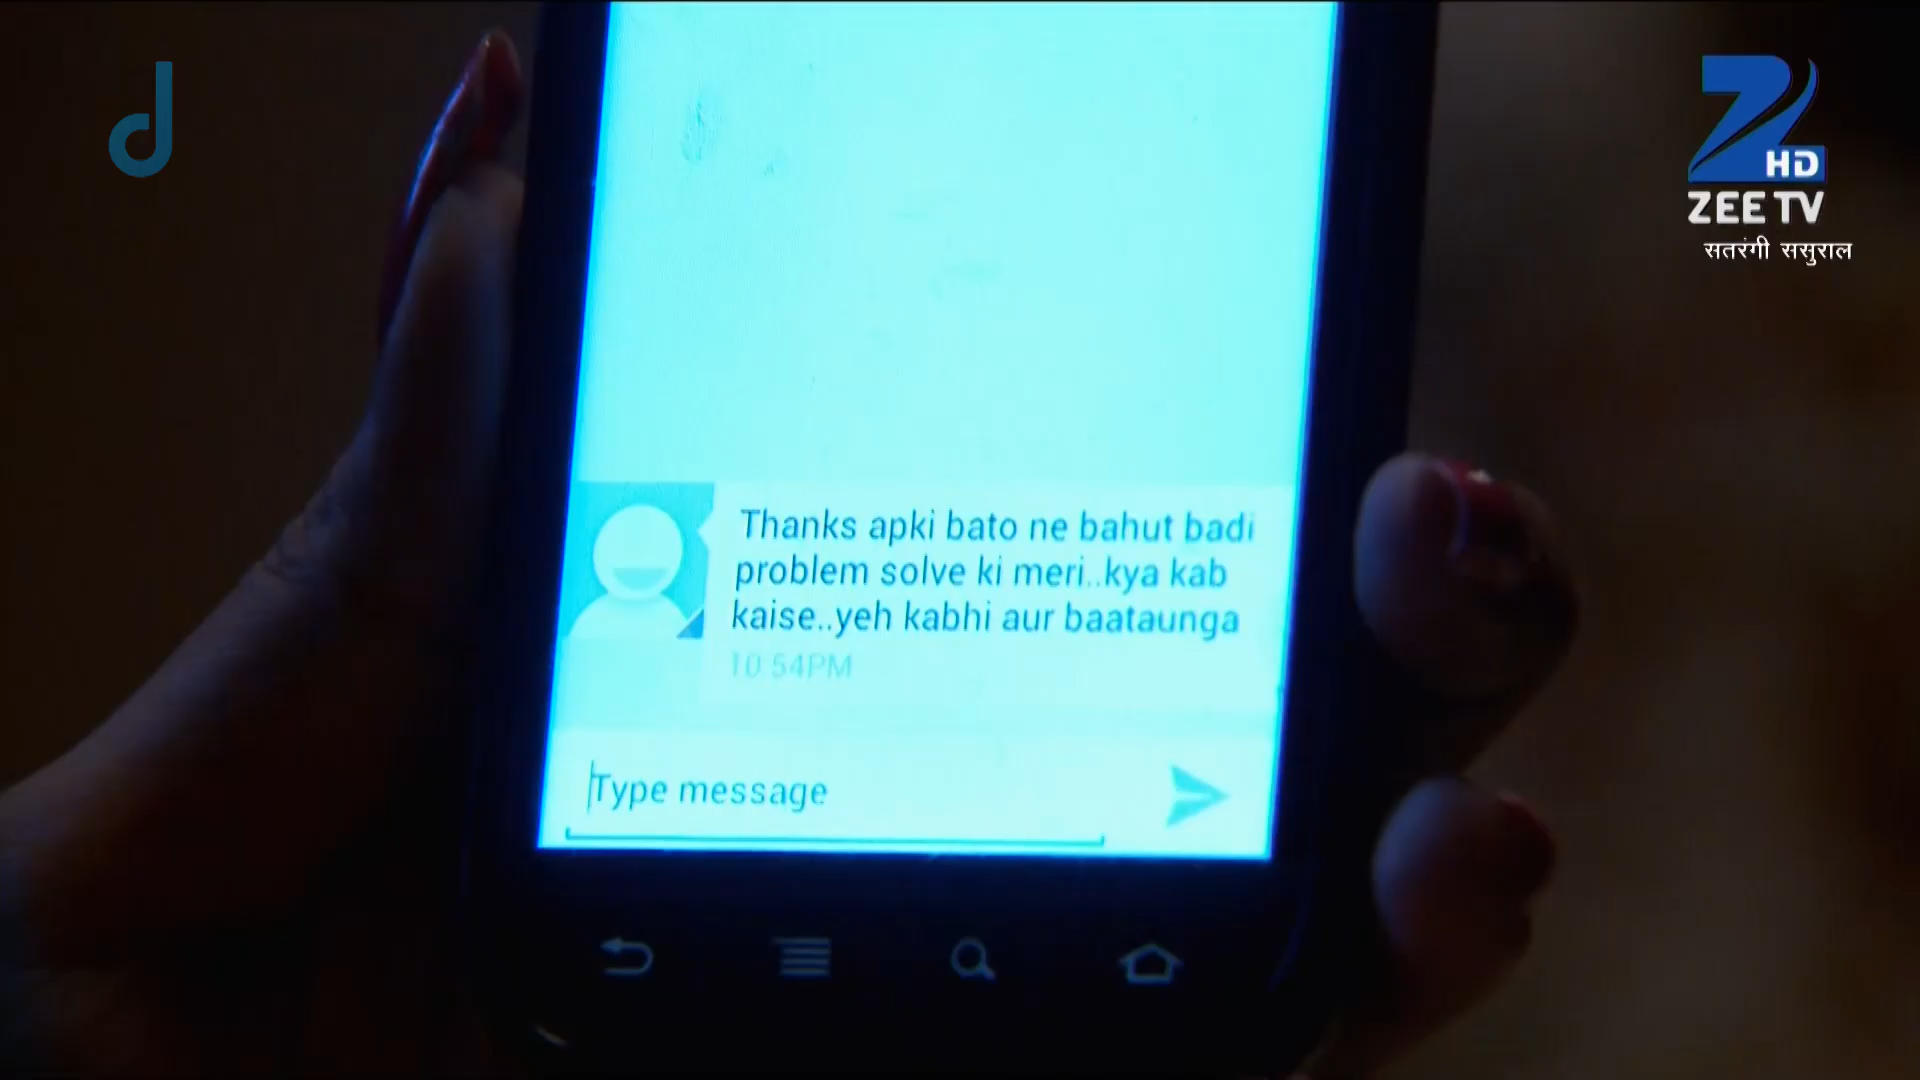 d
Z
HD
ZEE TV
सतरंगी ससुराल
Thanks apki bato ne bahut badi
problem solve ki meri..kya kab
kaise..yeh kabhi aur baataunga
10:54PM
Type message